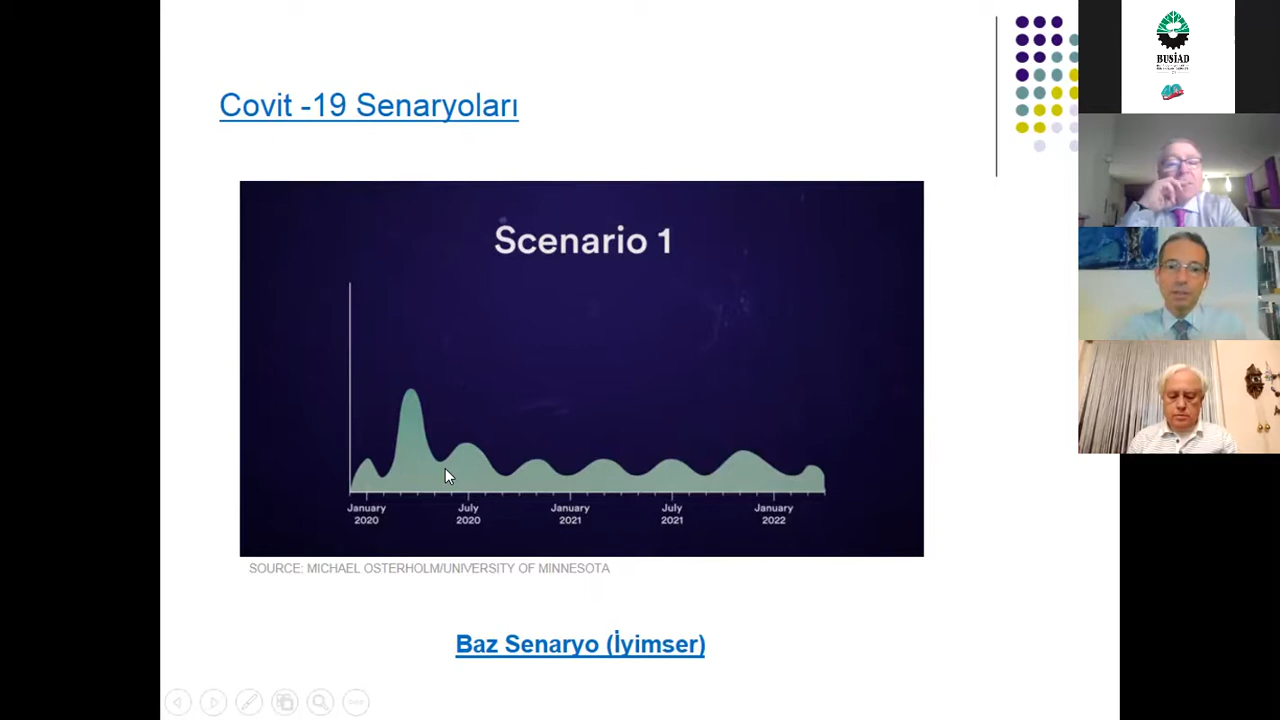 Covit -19 Senaryoları
Scenario 1
January
2020
July
2020
January
2021
July
2021
January
2022
SOURCE: MICHAEL OSTERHOLM/UNIVERSITY OF MINNESOTA
Baz Senaryo (İyimser)
BUSİAD